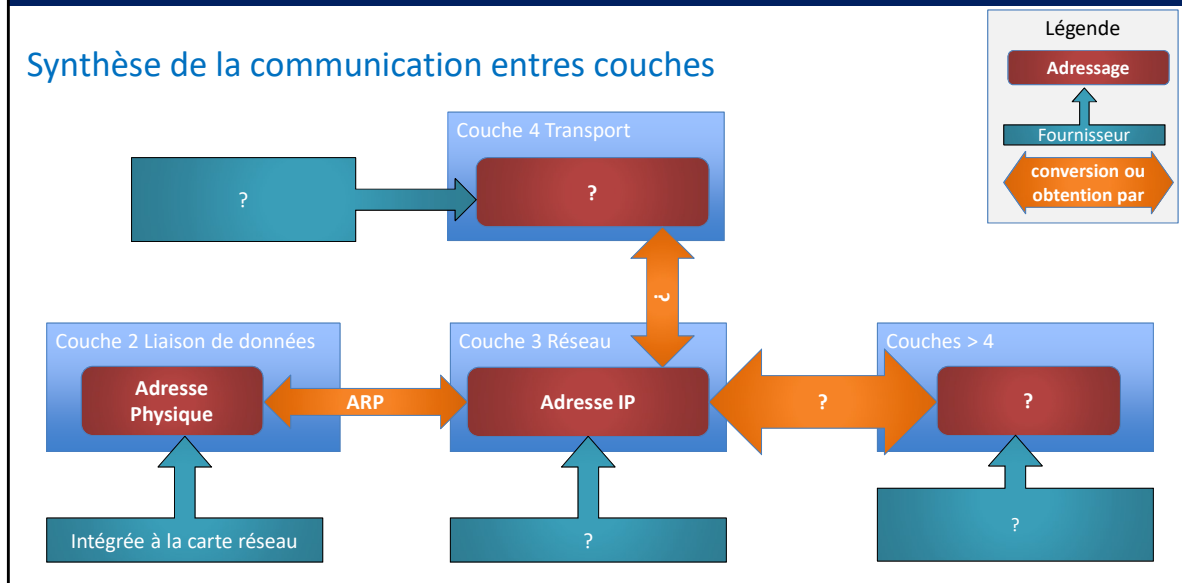 Légende
Adressage
Fournisseur
conversion ou
obtention par
Synthèse de la communication entres couches
Couche 4 Transport
?
?
?
Couche 2 Liaison de données
Adresse
Physique
ARP
Couche 3 Réseau
Adresse IP
?
Couches > 4
?
Intégrée à la carte réseau
?
?